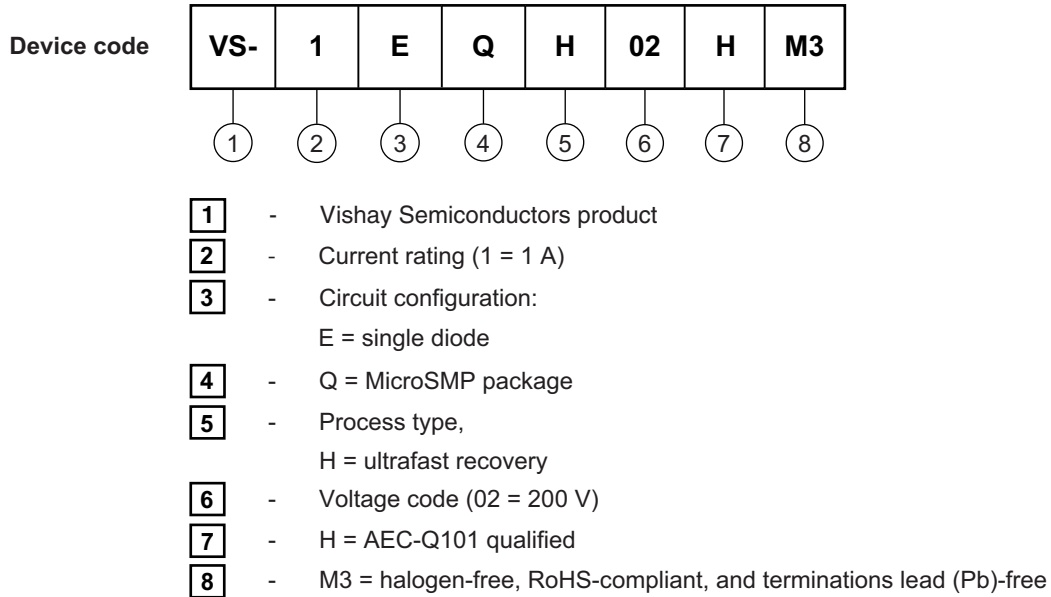 Device code VS- 1 E Q H 02 H M3
1 2 3 4 5 6 7 8
1 - Vishay Semiconductors product
2 - Current rating (1 = 1 A)
3 - Circuit configuration:
E = single diode
4 - Q = MicroSMP package
5 - Process type,
H = ultrafast recovery
6 - Voltage code (02 = 200 V)
7 - H = AEC-Q101 qualified
8 - M3 = halogen-free, RoHS-compliant, and terminations lead (Pb)-free